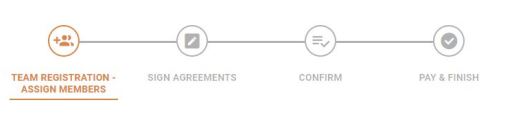 TEAM REGISTRATION -
ASSIGN MEMBERS
SIGN AGREEMENTS
CONFIRM
PAY & FINISH